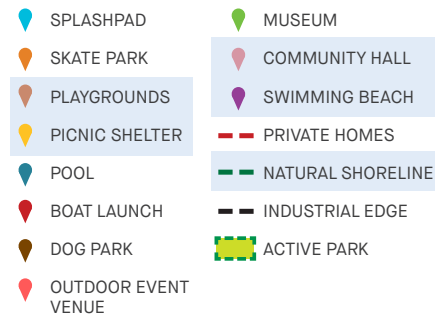 SPLASHPAD
SKATE PARK
PLAYGROUNDS
PICNIC SHELTER
POOL
BOAT LAUNCH
DOG PARK
OUTDOOR EVENT
VENUE
MUSEUM
COMMUNITY HALL
SWIMMING BEACH
PRIVATE HOMES
NATURAL SHORELINE
INDUSTRIAL EDGE
ACTIVE PARK